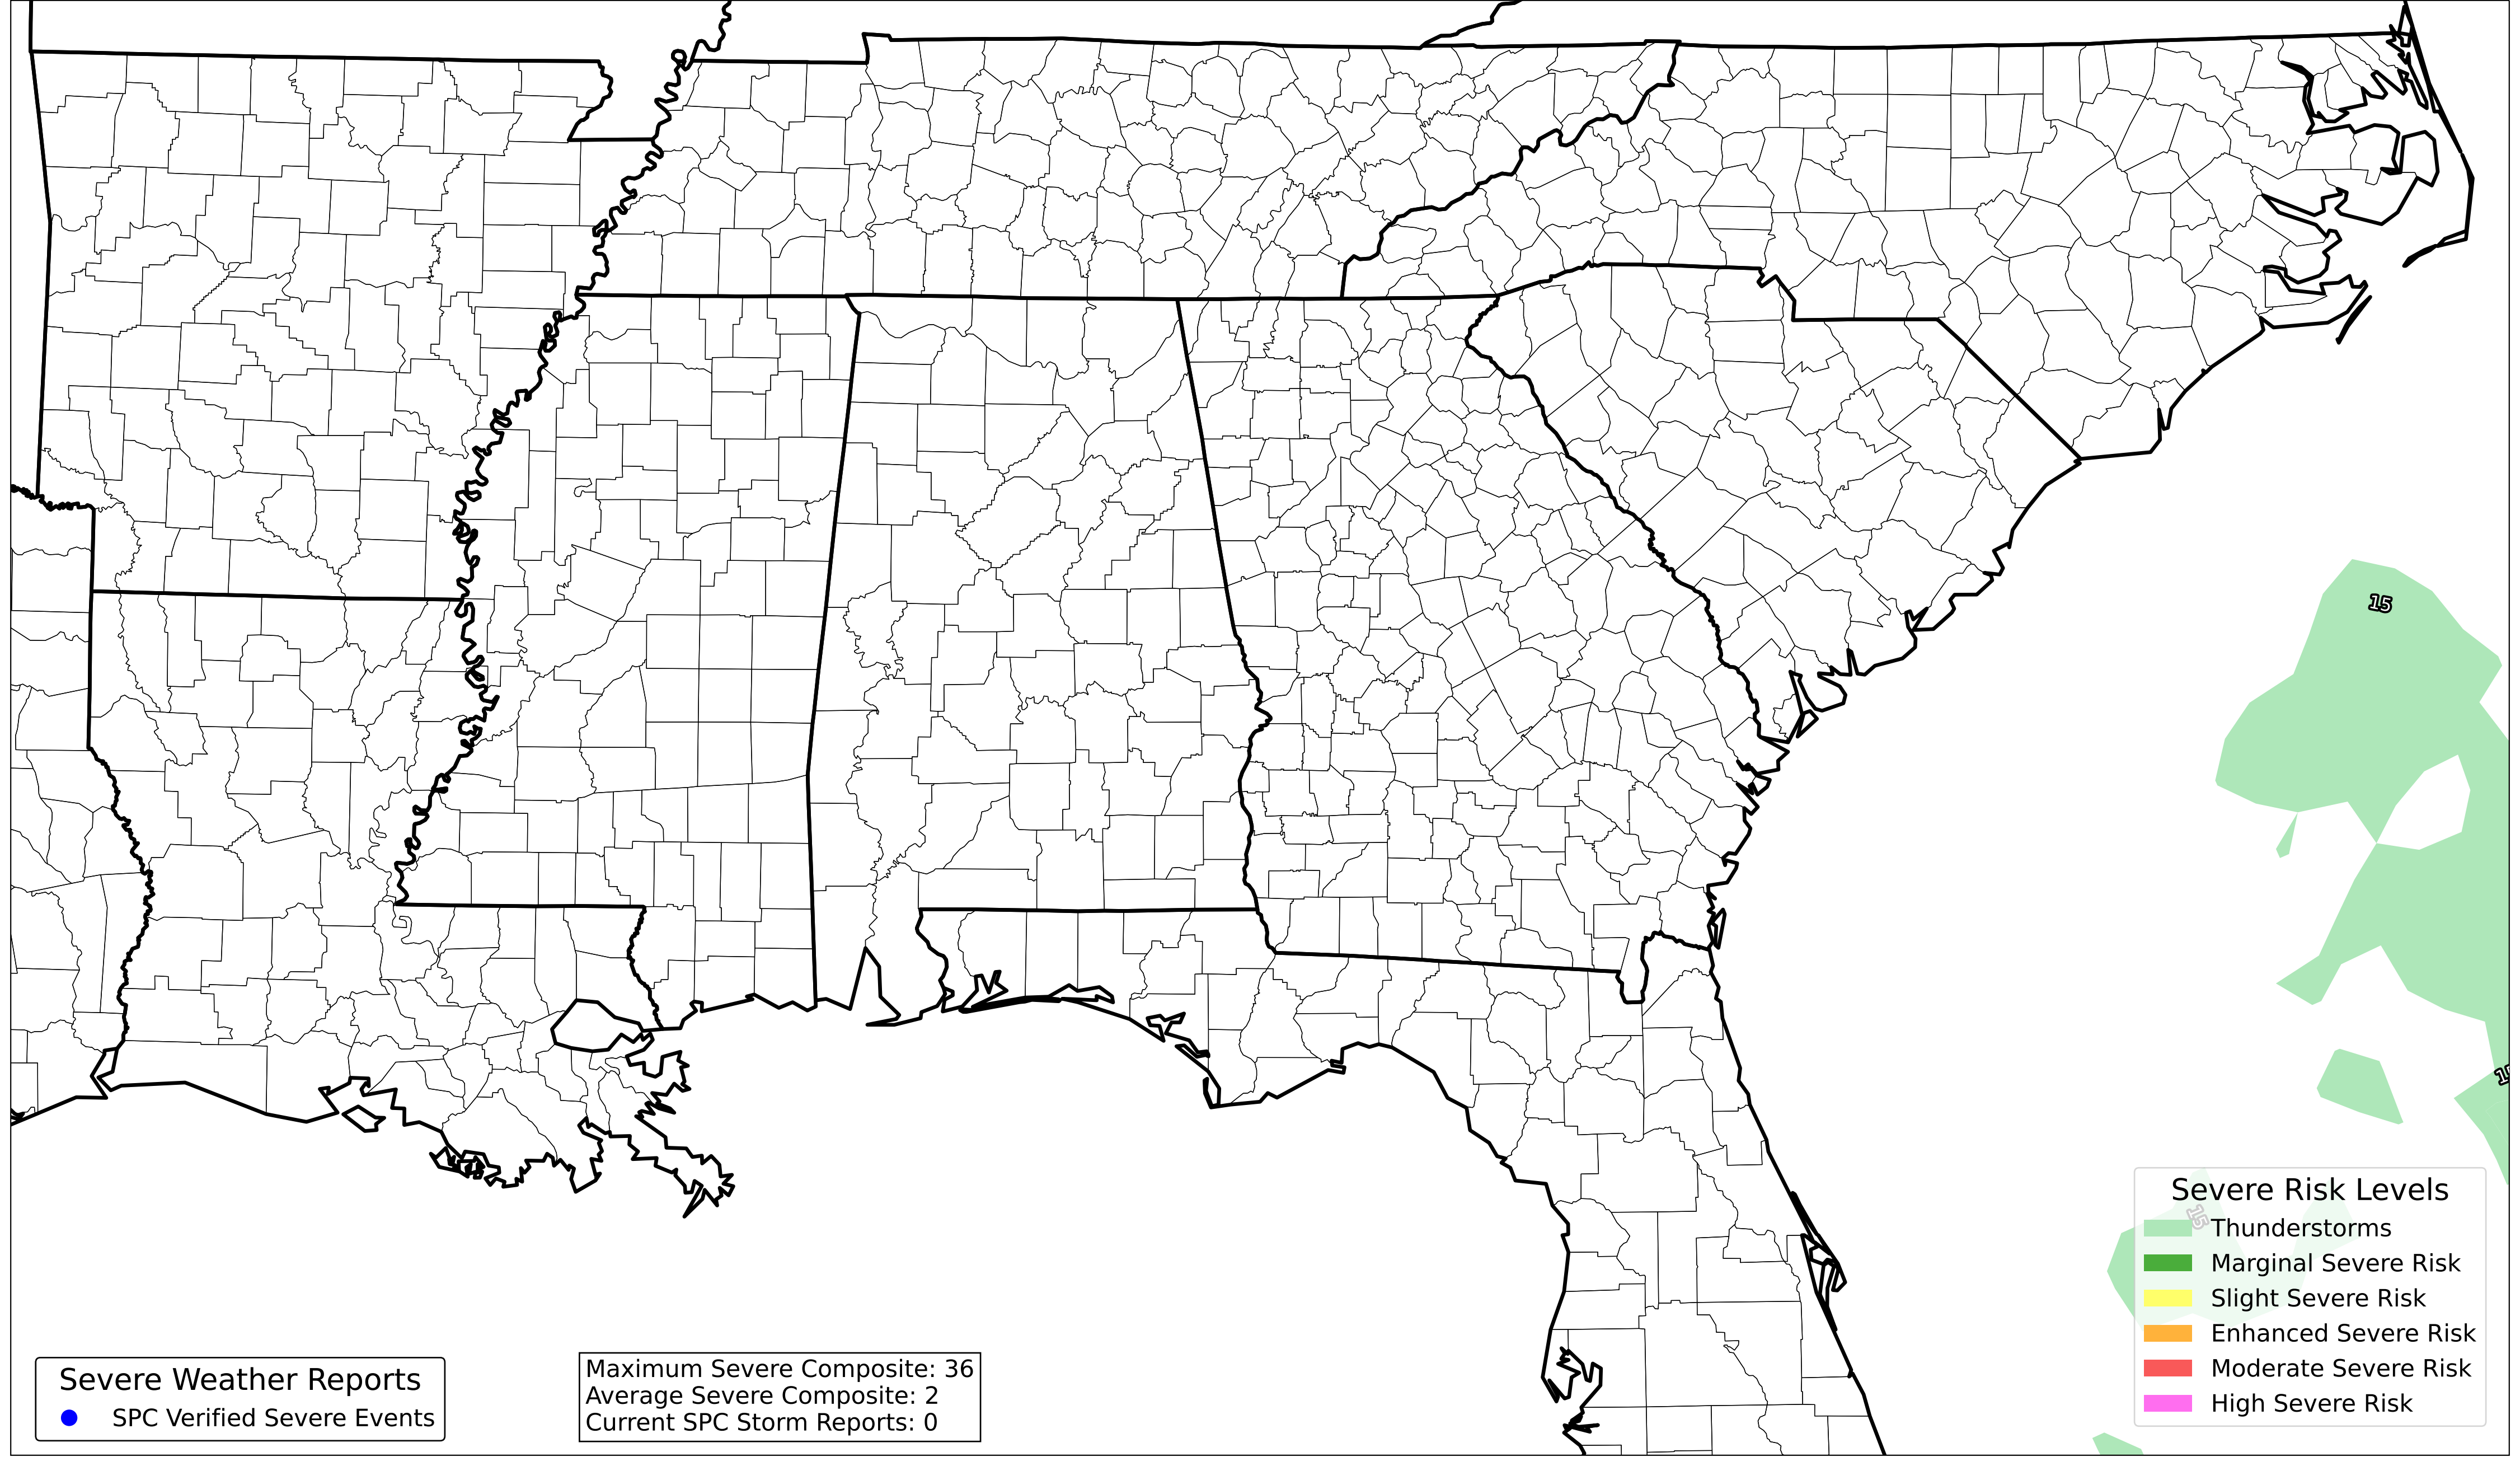 15
Severe Risk Levels
15
Thunderstorms
Marginal Severe Risk
Slight Severe Risk
Enhanced Severe Risk
Moderate Severe Risk
High Severe Risk
Severe Weather Reports
SPC Verified Severe Events
Maximum Severe Composite: 36
Average Severe Composite: 2
Current SPC Storm Reports: 0